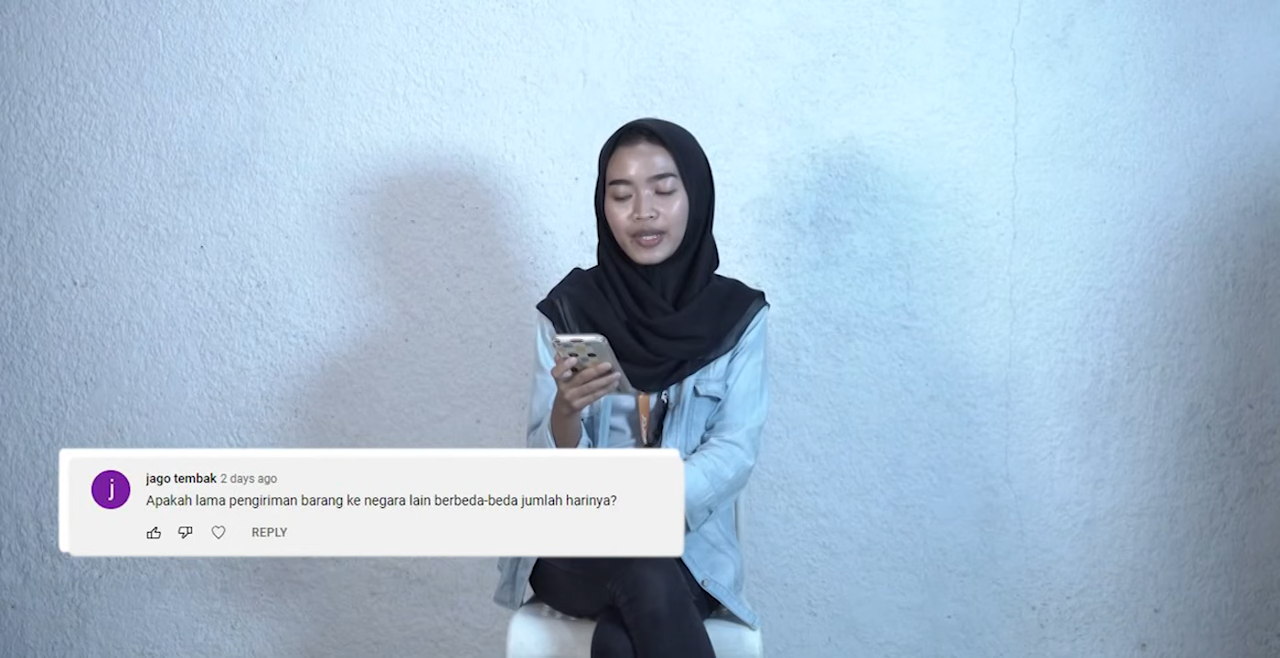 j
jago tembak 2 days ago
Apakah lama pengiriman barang ke negara lain berbeda-beda jumlah harinya?
REPLY